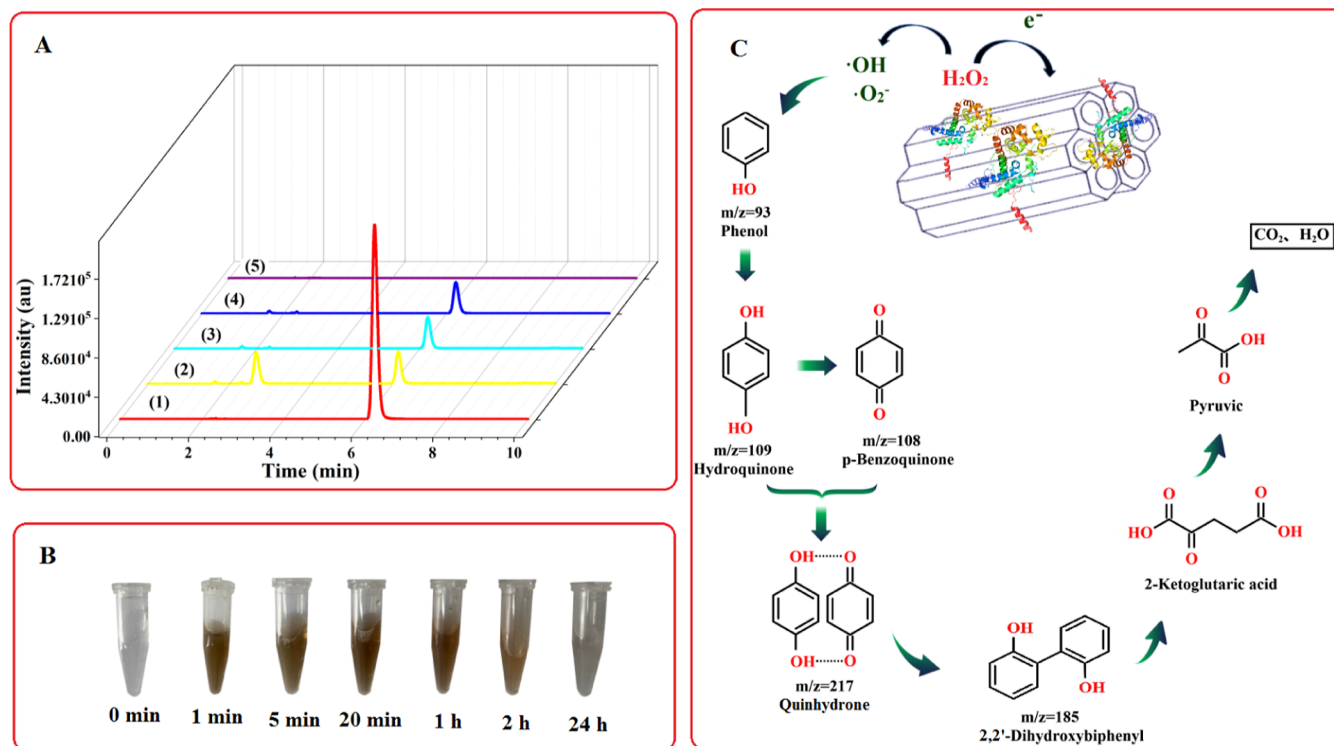 A
Intensity (au)
1.7210⁵
1.2910⁵
8.6010⁴
4.3010⁴
0.00
(5)
(4)
(3)
(2)
(1)
0 2 4 6 8 10
Time (min)
B
0 min 1 min 5 min 20 min 1 h 2 h 24 h
C
e⁻
·OH
·O₂⁻
H₂O₂
HO
m/z=93
Phenol
OH
HO
m/z=109
Hydroquinone
O
O
m/z=108
p-Benzoquinone
OH O
OH O
m/z=217
Quinhydrone
OH
OH
m/z=185
2,2'-Dihydroxybiphenyl
O O
HO OH
O
2-Ketoglutaric acid
O
OH
O
Pyruvic
CO₂、H₂O